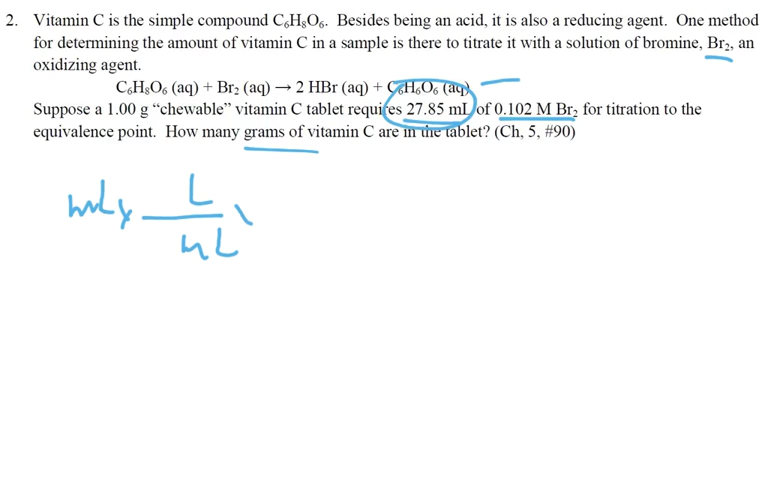 2. Vitamin C is the simple compound C₆H₈O₆. Besides being an acid, it is also a reducing agent. One method
for determining the amount of vitamin C in a sample is there to titrate it with a solution of bromine, Br₂, an
oxidizing agent.
C₆H₈O₆ (aq) + Br₂ (aq) → 2 HBr (aq) + C₆H₆O₆ (aq)
Suppose a 1.00 g “chewable” vitamin C tablet requires 27.85 mL of 0.102 M Br₂ for titration to the
equivalence point. How many grams of vitamin C are in the tablet? (Ch, 5, #90)
mL x L \
mL